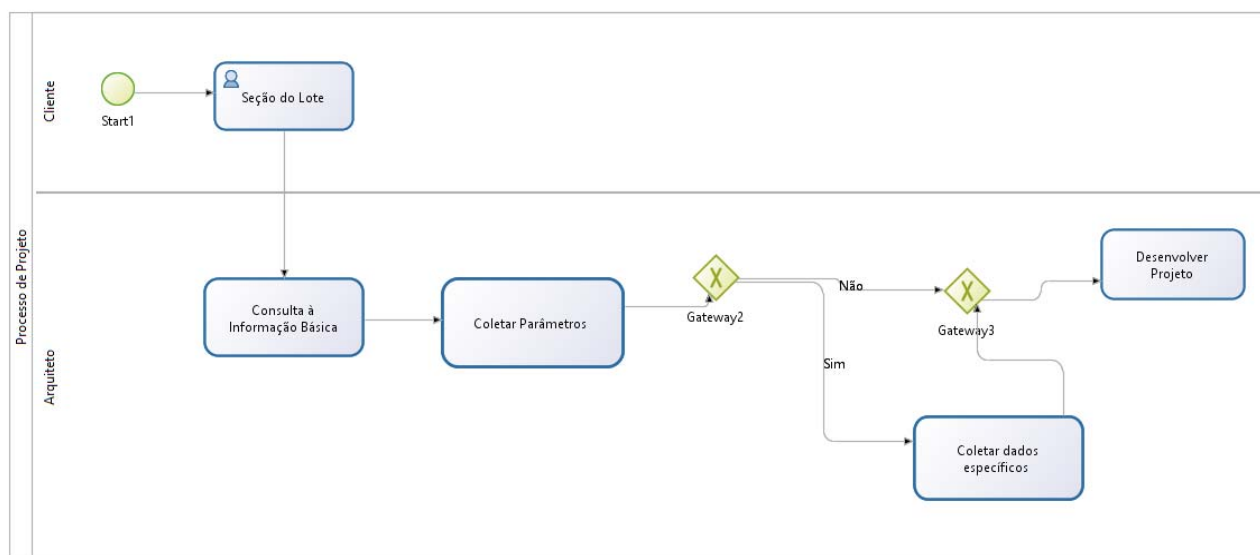 Processo de Projeto
Cliente
Start1
Seção do Lote
Arquiteto
Consulta à
Informação Básica
Coletar Parâmetros
Gateway2
Não
Sim
Gateway3
Coletar dados
específicos
Desenvolver
Projeto